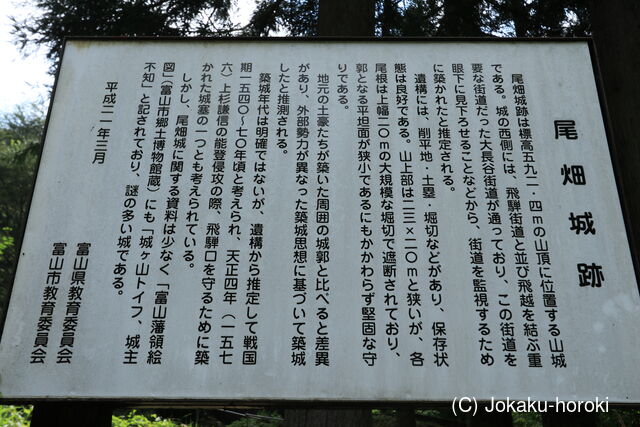 尾畑城跡
尾畑城跡は標高五九二・四mの山頂に位置する山城
である。城の西側には、飛騨街道と並び飛越を結ぶ重
要な街道だった大長谷街道が通っており、この街道を
眼下に見下ろせることなどから、街道を監視するため
に築かれたと推定される。
遺構には、削平地・土塁・堀切などがあり、保存状
態は良好である。山上主郭は二三×二〇mと狭いが、各
尾根は上幅二〇mの大規模な堀切で遮断されており、
郭となる平坦面が狭小であるにもかかわらず堅固な守
りである。
地元の土豪たちが築いた周囲の城郭と比べると差異
があり、外部勢力が異なった築城思想に基づいて築城
したと推測される。
築城年代は明確ではないが、遺構から推定して戦国
期一五四〇～七〇年頃と考えられ、天正四年（一五七
六）上杉謙信の能登侵攻の際、飛騨口を守るために築
かれた城塞の一つとも考えられている。
しかし、尾畑城に関する資料は少なく「富山藩領絵
図」（富山市郷土博物館蔵）にも「城ヶ山トイフ、城主
不知」と記されており、謎の多い城である。
平成二一年三月
富山県教育委員会
富山市教育委員会
(C) Jokaku-horoki